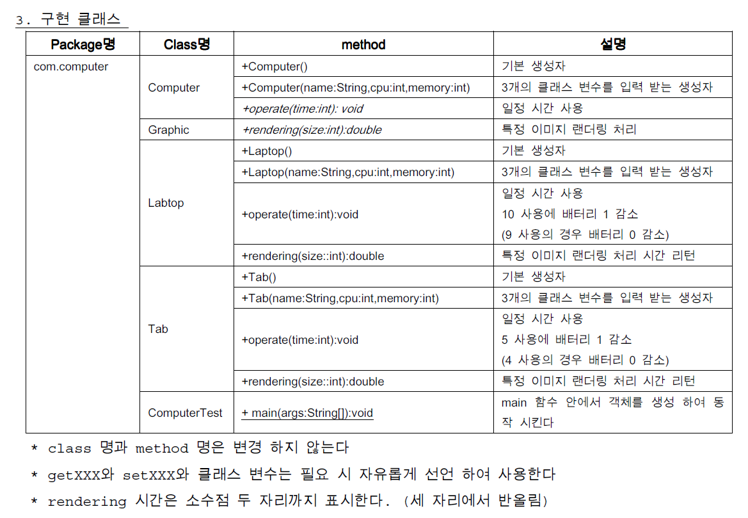 3. 구현 클래스
Package명 Class명 method 설명
com.computer
Computer
+Computer() 기본 생성자
+Computer(name:String,cpu:int,memory:int) 3개의 클래스 변수를 입력 받는 생성자
+operate(time:int): void 일정 시간 사용
Graphic +rendering(size:int):double 특정 이미지 랜더링 처리
Labtop
+Laptop() 기본 생성자
+Laptop(name:String,cpu:int,memory:int) 3개의 클래스 변수를 입력 받는 생성자
+operate(time:int):void
일정 시간 사용
10 사용에 배터리 1 감소
(9 사용의 경우 배터리 0 감소)
+rendering(size::int):double 특정 이미지 랜더링 처리 시간 리턴
Tab
+Tab() 기본 생성자
+Tab(name:String,cpu:int,memory:int) 3개의 클래스 변수를 입력 받는 생성자
+operate(time:int):void
일정 시간 사용
5 사용에 배터리 1 감소
(4 사용의 경우 배터리 0 감소)
+rendering(size::int):double 특정 이미지 랜더링 처리 시간 리턴
ComputerTest + main(args:String[]):void
main 함수 안에서 객체를 생성 하여 동
작 시킨다
* class 명과 method 명은 변경 하지 않는다
* getXXX와 setXXX와 클래스 변수는 필요 시 자유롭게 선언 하여 사용한다
* rendering 시간은 소수점 두 자리까지 표시한다. (세 자리에서 반올림)